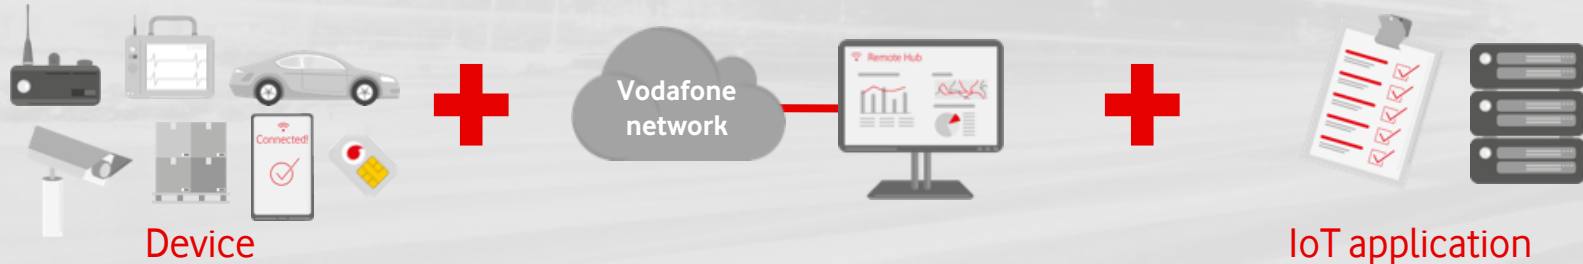 Remote Hub
Vodafone
network
Connected!
Device
IoT application